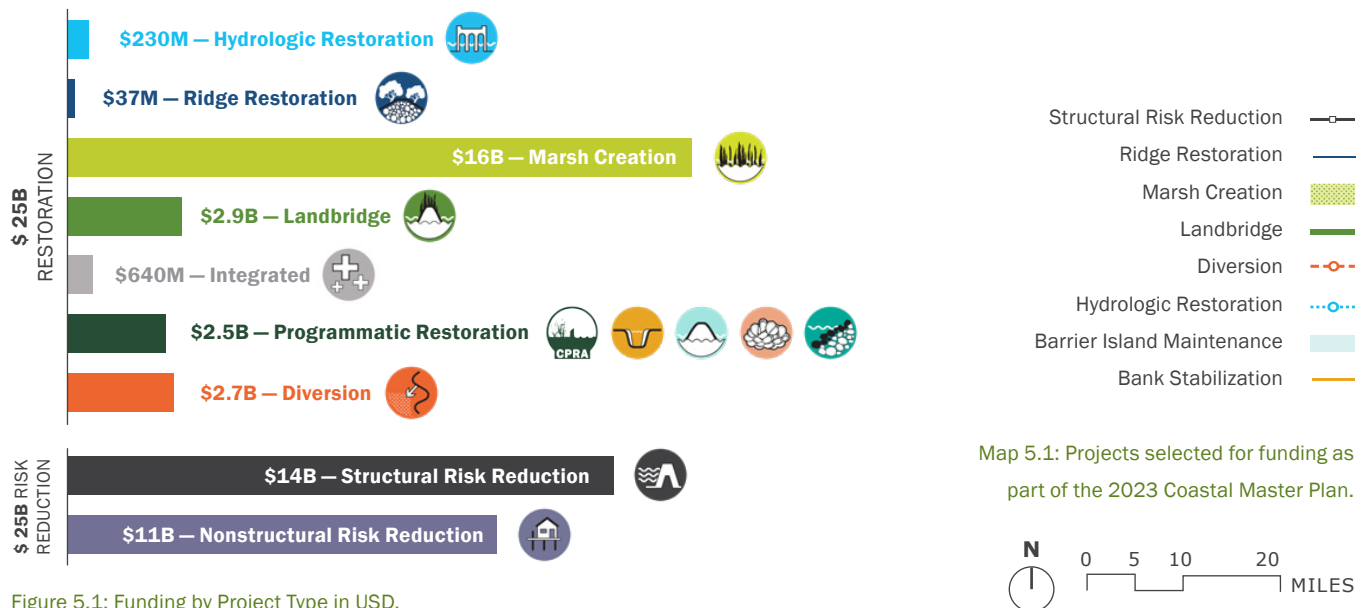 $ 25B
RESTORATION
$230M — Hydrologic Restoration
$37M — Ridge Restoration
$16B — Marsh Creation
$2.9B — Landbridge
$640M — Integrated
$2.5B — Programmatic Restoration
CPRA
$2.7B — Diversion
$ 25B RISK
REDUCTION
$14B — Structural Risk Reduction
$11B — Nonstructural Risk Reduction
Figure 5.1: Funding by Project Type in USD.
Structural Risk Reduction
Ridge Restoration
Marsh Creation
Landbridge
Diversion
Hydrologic Restoration
Barrier Island Maintenance
Bank Stabilization
Map 5.1: Projects selected for funding as
part of the 2023 Coastal Master Plan.
N
0 5 10 20
MILES